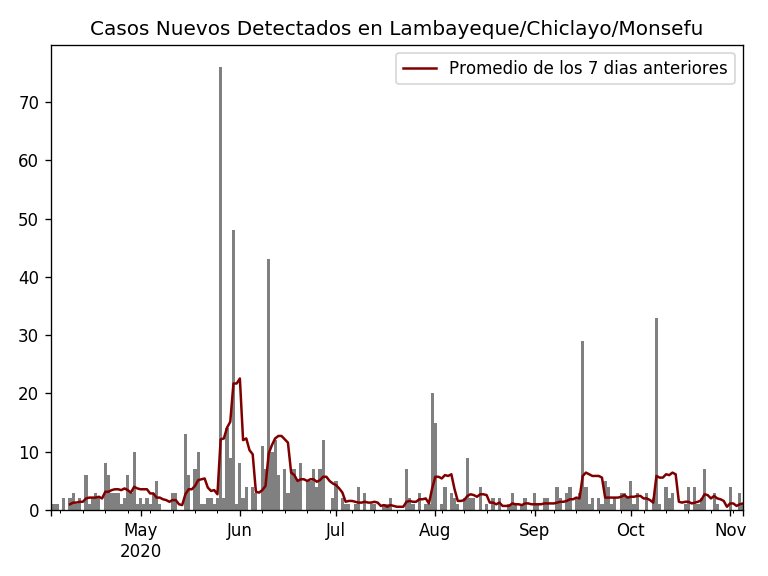 Casos Nuevos Detectados en Lambayeque/Chiclayo/Monsefu
Promedio de los 7 dias anteriores
70
60
50
40
30
20
10
0
May
2020
Jun
Jul
Aug
Sep
Oct
Nov